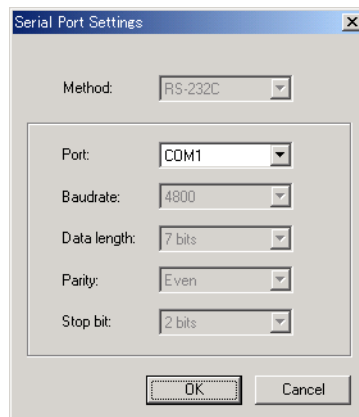 Serial Port Settings
Method: RS-232C
Port: COM1
Baudrate: 4800
Data length: 7 bits
Parity: Even
Stop bit: 2 bits
OK Cancel